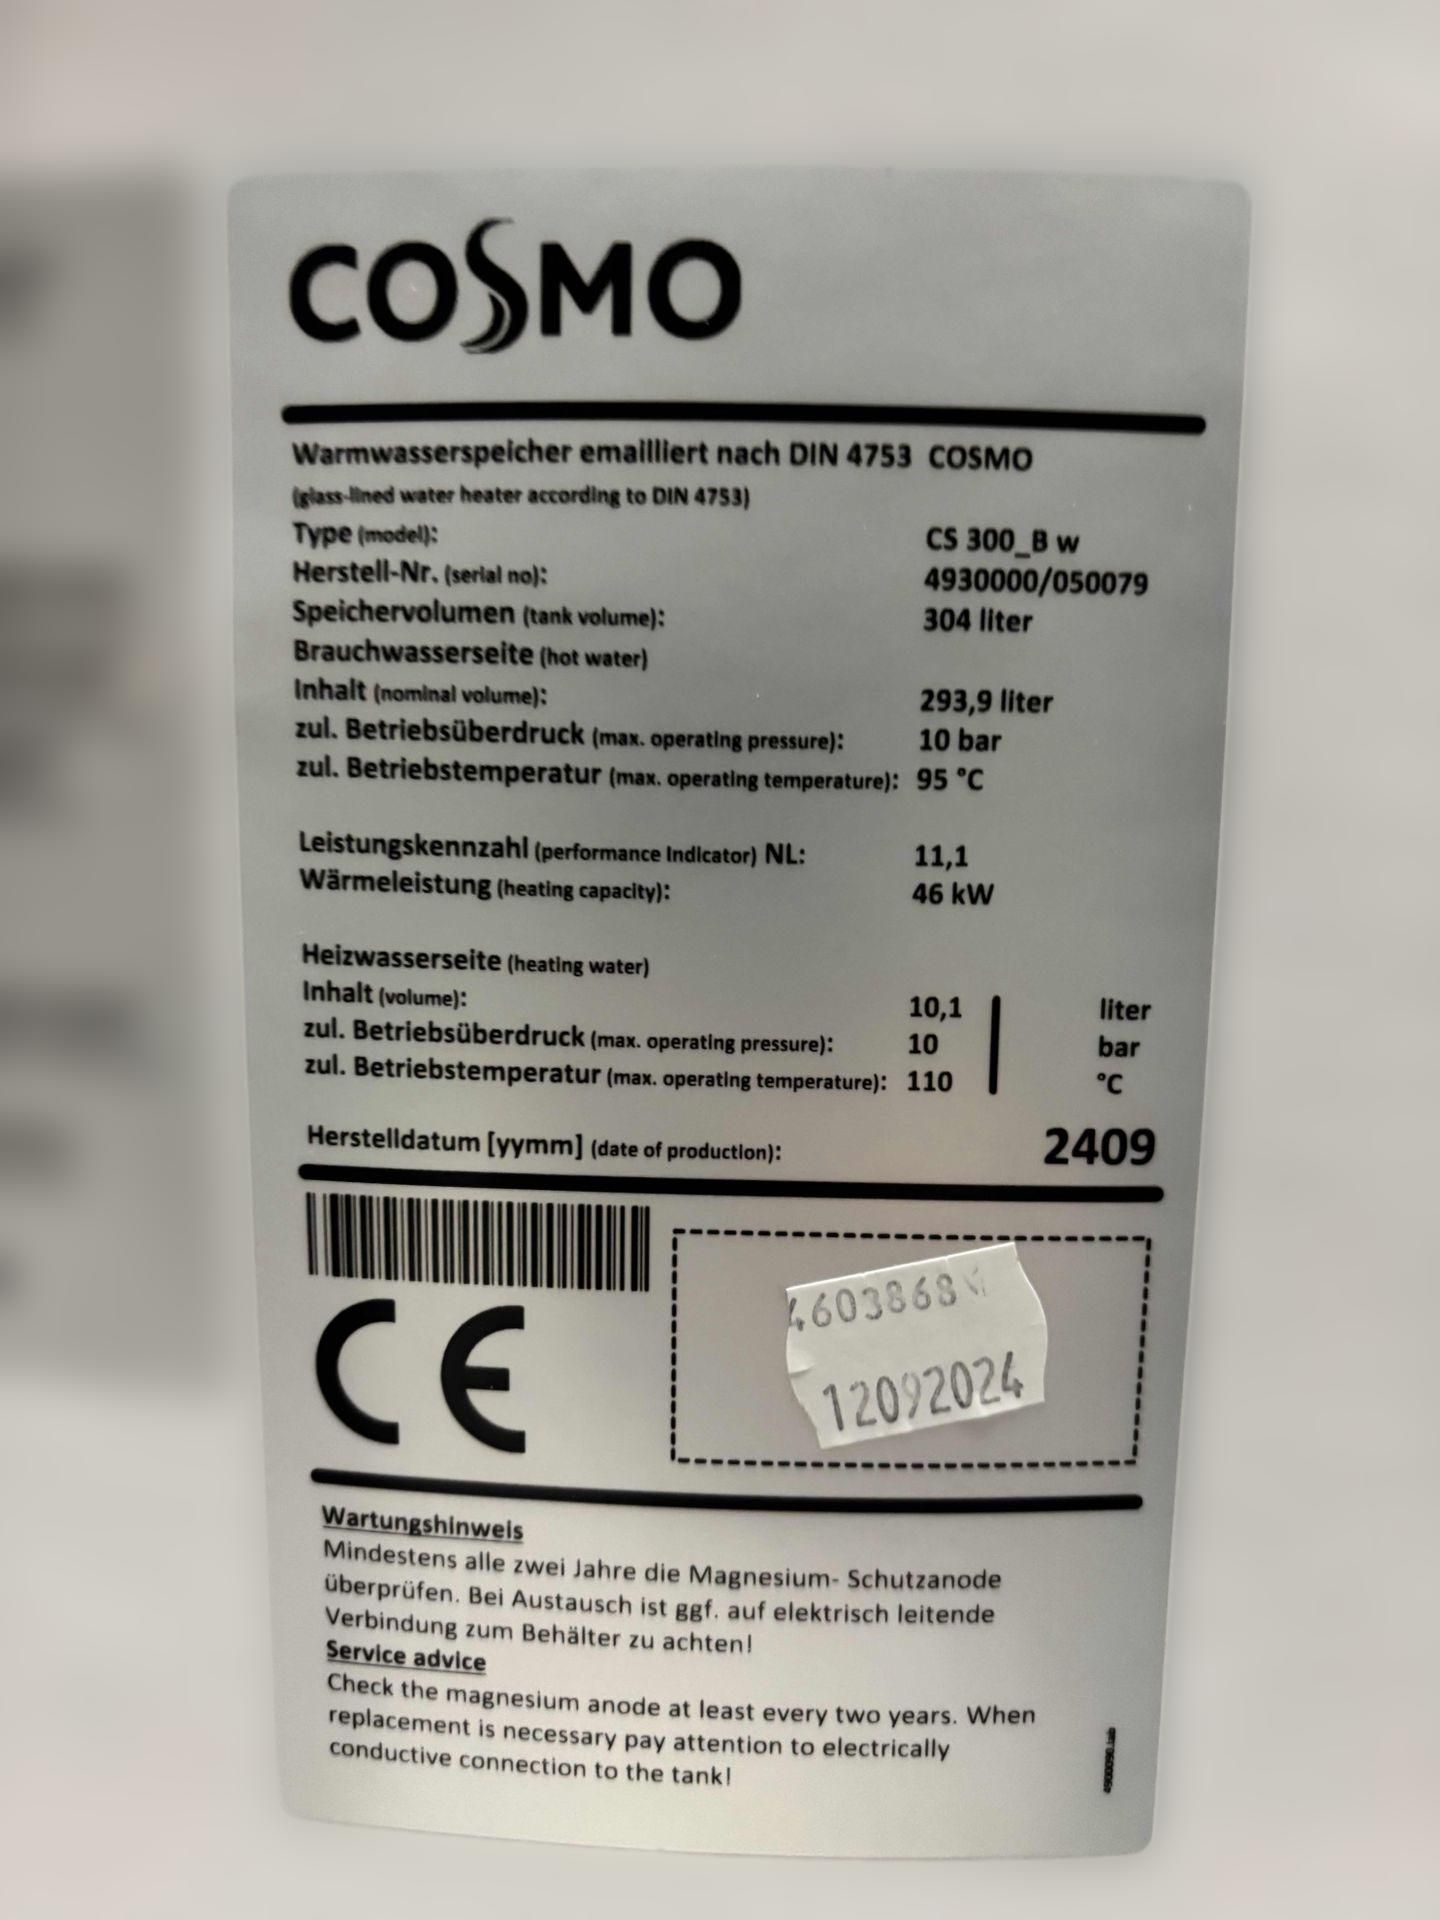 COSMO
Warmwasserspeicher emailliert nach DIN 4753 COSMO
(glass-lined water heater according to DIN 4753)
Type (model): CS 300_B w
Herstell-Nr. (serial no): 4930000/050079
Speichervolumen (tank volume): 304 liter
Brauchwasserseite (hot water)
Inhalt (nominal volume): 293,9 liter
zul. Betriebsüberdruck (max. operating pressure): 10 bar
zul. Betriebstemperatur (max. operating temperature): 95 °C
Leistungskennzahl (performance indicator) NL: 11,1
Wärmeleistung (heating capacity): 46 kW
Heizwasserseite (heating water)
Inhalt (volume): 10,1 liter
zul. Betriebsüberdruck (max. operating pressure): 10 bar
zul. Betriebstemperatur (max. operating temperature): 110 °C
Herstelldatum [yymm] (date of production): 2409
CE
12092024
Wartungshinweis
Mindestens alle zwei Jahre die Magnesium- Schutzanode
überprüfen. Bei Austausch ist ggf. auf elektrisch leitende
Verbindung zum Behälter zu achten!
Service advice
Check the magnesium anode at least every two years. When
replacement is necessary pay attention to electrically
conductive connection to the tank!